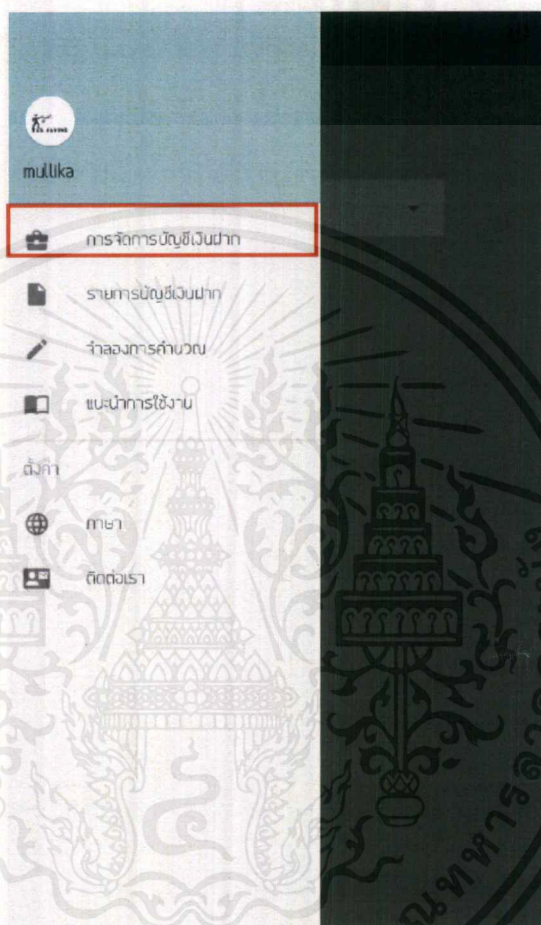 mullika
การจัดการบัญชีเงินฝาก
รายการบัญชีเงินฝาก
จำลองการคำนวณ
แนะนำการใช้งาน
ตั้งค่า
ภาษา
ติดต่อเรา